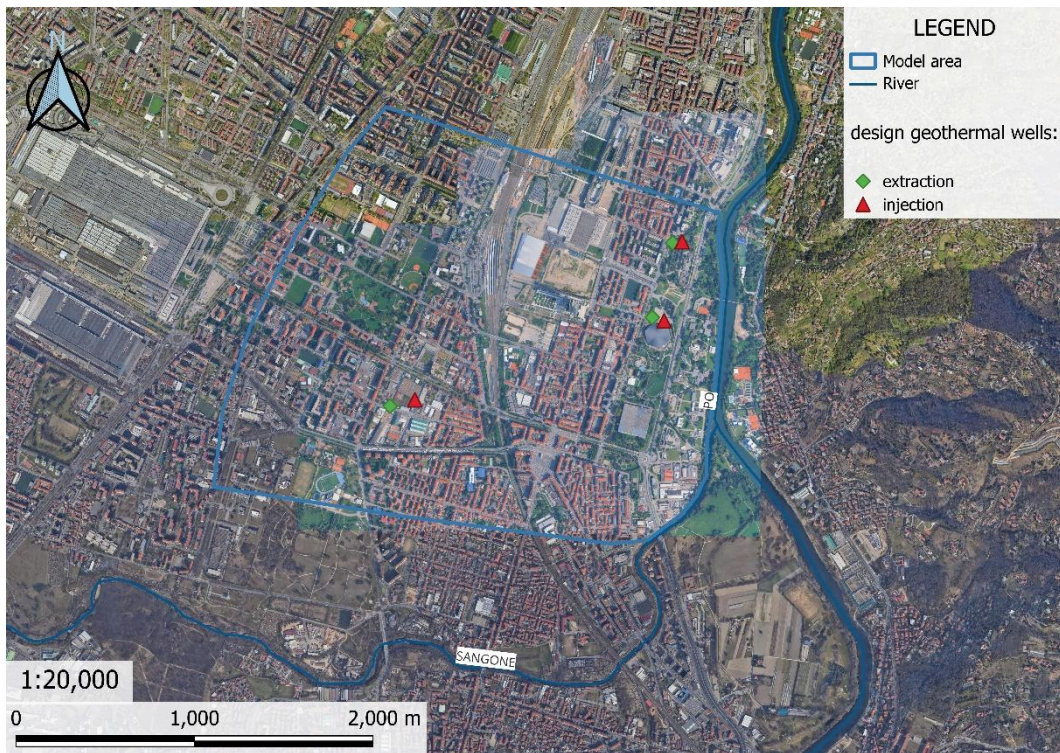 N
LEGEND
Model area
River
design geothermal wells:
extraction
injection
PO
SANGONE
1:20,000
0 1,000 2,000 m